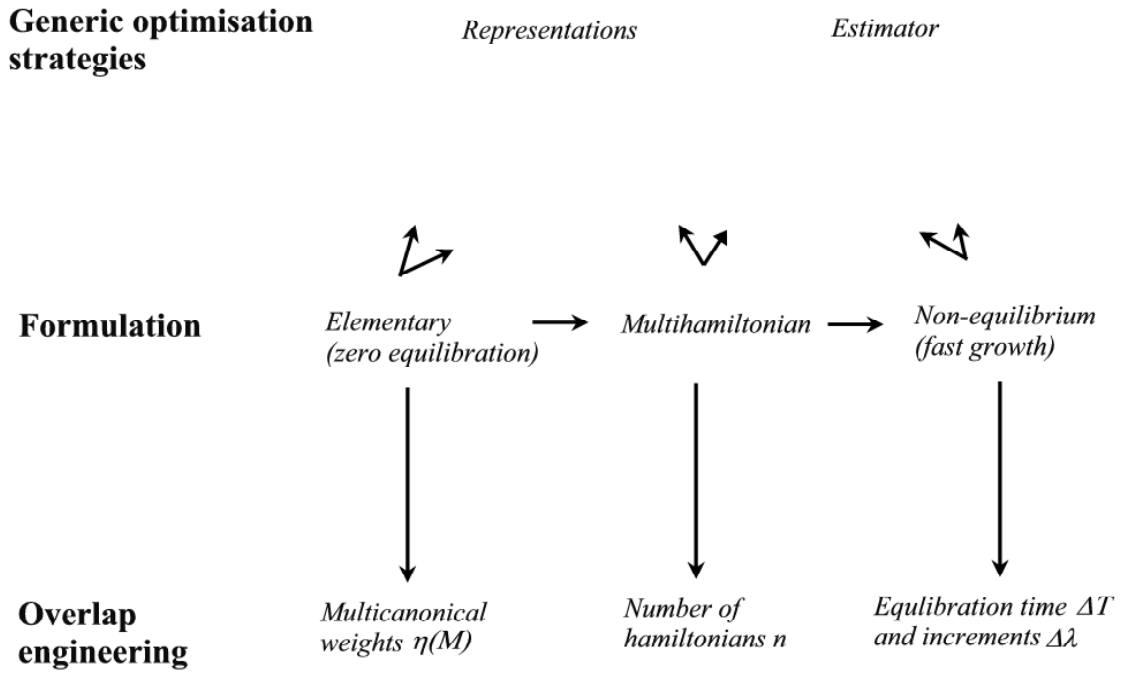 Generic optimisation
strategies
Representations
Estimator
Formulation
Elementary
(zero equilibration)
Multihamiltonian
Non-equilibrium
(fast growth)
Overlap
engineering
Multicanonical
weights η(M)
Number of
hamiltonians n
Equlibration time ΔT
and increments Δλ